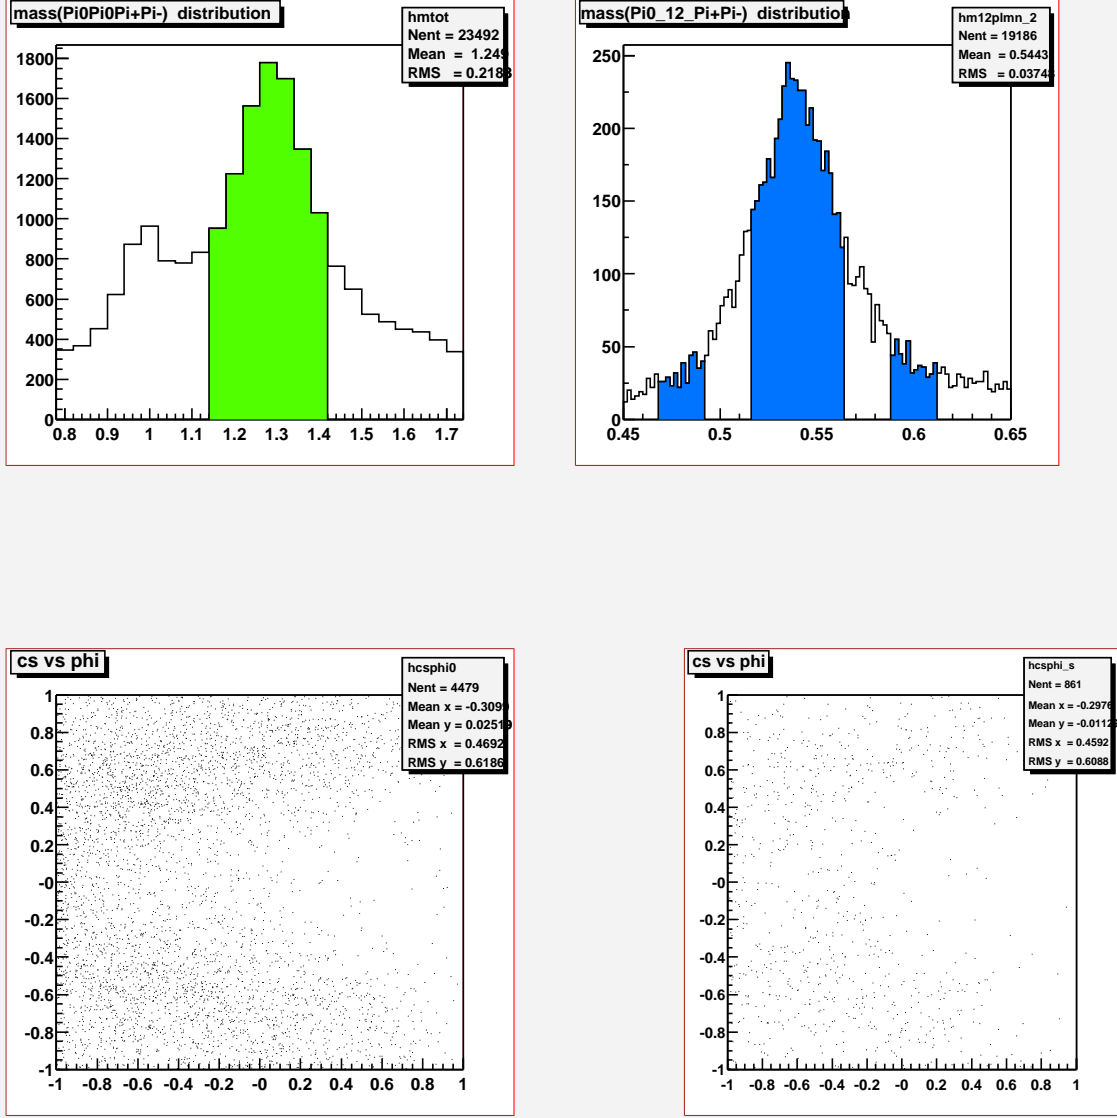 mass(Pi0Pi0Pi+Pi-) distribution
hmtot
Nent = 23492
Mean = 1.249
RMS = 0.2188
1800
1600
1400
1200
1000
800
600
400
200
0
0.8 0.9 1 1.1 1.2 1.3 1.4 1.5 1.6 1.7
mass(Pi0_12_Pi+Pi-) distribution
hm12plmn_2
Nent = 19186
Mean = 0.5443
RMS = 0.03748
250
200
150
100
50
0
0.45 0.5 0.55 0.6 0.65
cs vs phi
hcsphi0
Nent = 4479
Mean x = -0.3099
Mean y = 0.02519
RMS x = 0.4692
RMS y = 0.6186
1
0.8
0.6
0.4
0.2
-0
-0.2
-0.4
-0.6
-0.8
-1
-1 -0.8 -0.6 -0.4 -0.2 -0 0.2 0.4 0.6 0.8 1
cs vs phi
hcsphi_s
Nent = 861
Mean x = -0.2976
Mean y = -0.0112
RMS x = 0.4592
RMS y = 0.6088
1
0.8
0.6
0.4
0.2
-0
-0.2
-0.4
-0.6
-0.8
-1
-1 -0.8 -0.6 -0.4 -0.2 -0 0.2 0.4 0.6 0.8 1